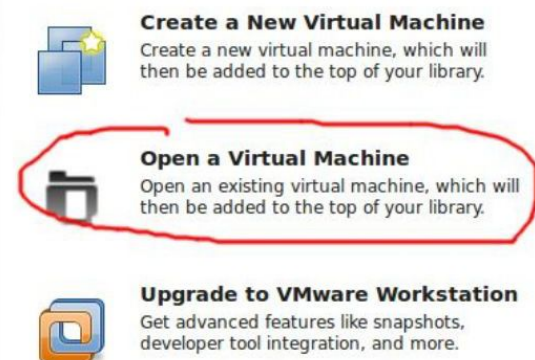 Create a New Virtual Machine
Create a new virtual machine, which will
then be added to the top of your library.
Open a Virtual Machine
Open an existing virtual machine, which will
then be added to the top of your library.
Upgrade to VMware Workstation
Get advanced features like snapshots,
developer tool integration, and more.